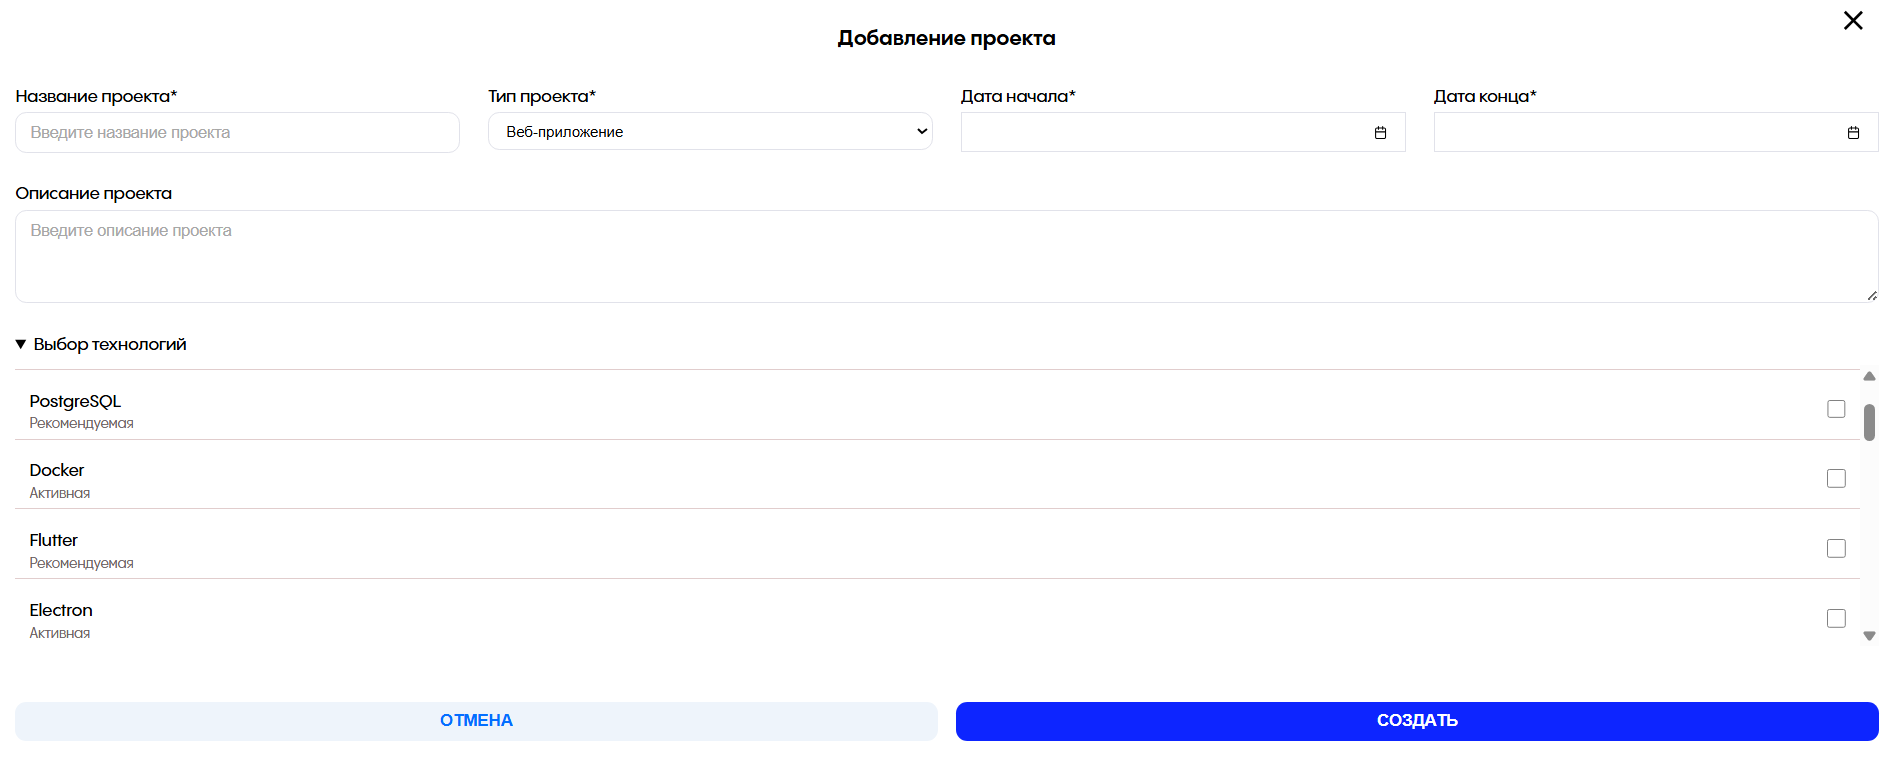 Добавление проекта
Название проекта*
Тип проекта*
Дата начала*
Дата конца*
Введите название проекта
Веб-приложение
Описание проекта
Введите описание проекта
Выбор технологий
PostgreSQL
Рекомендуемая
Docker
Активная
Flutter
Рекомендуемая
Electron
Активная
ОТМЕНА
СОЗДАТЬ